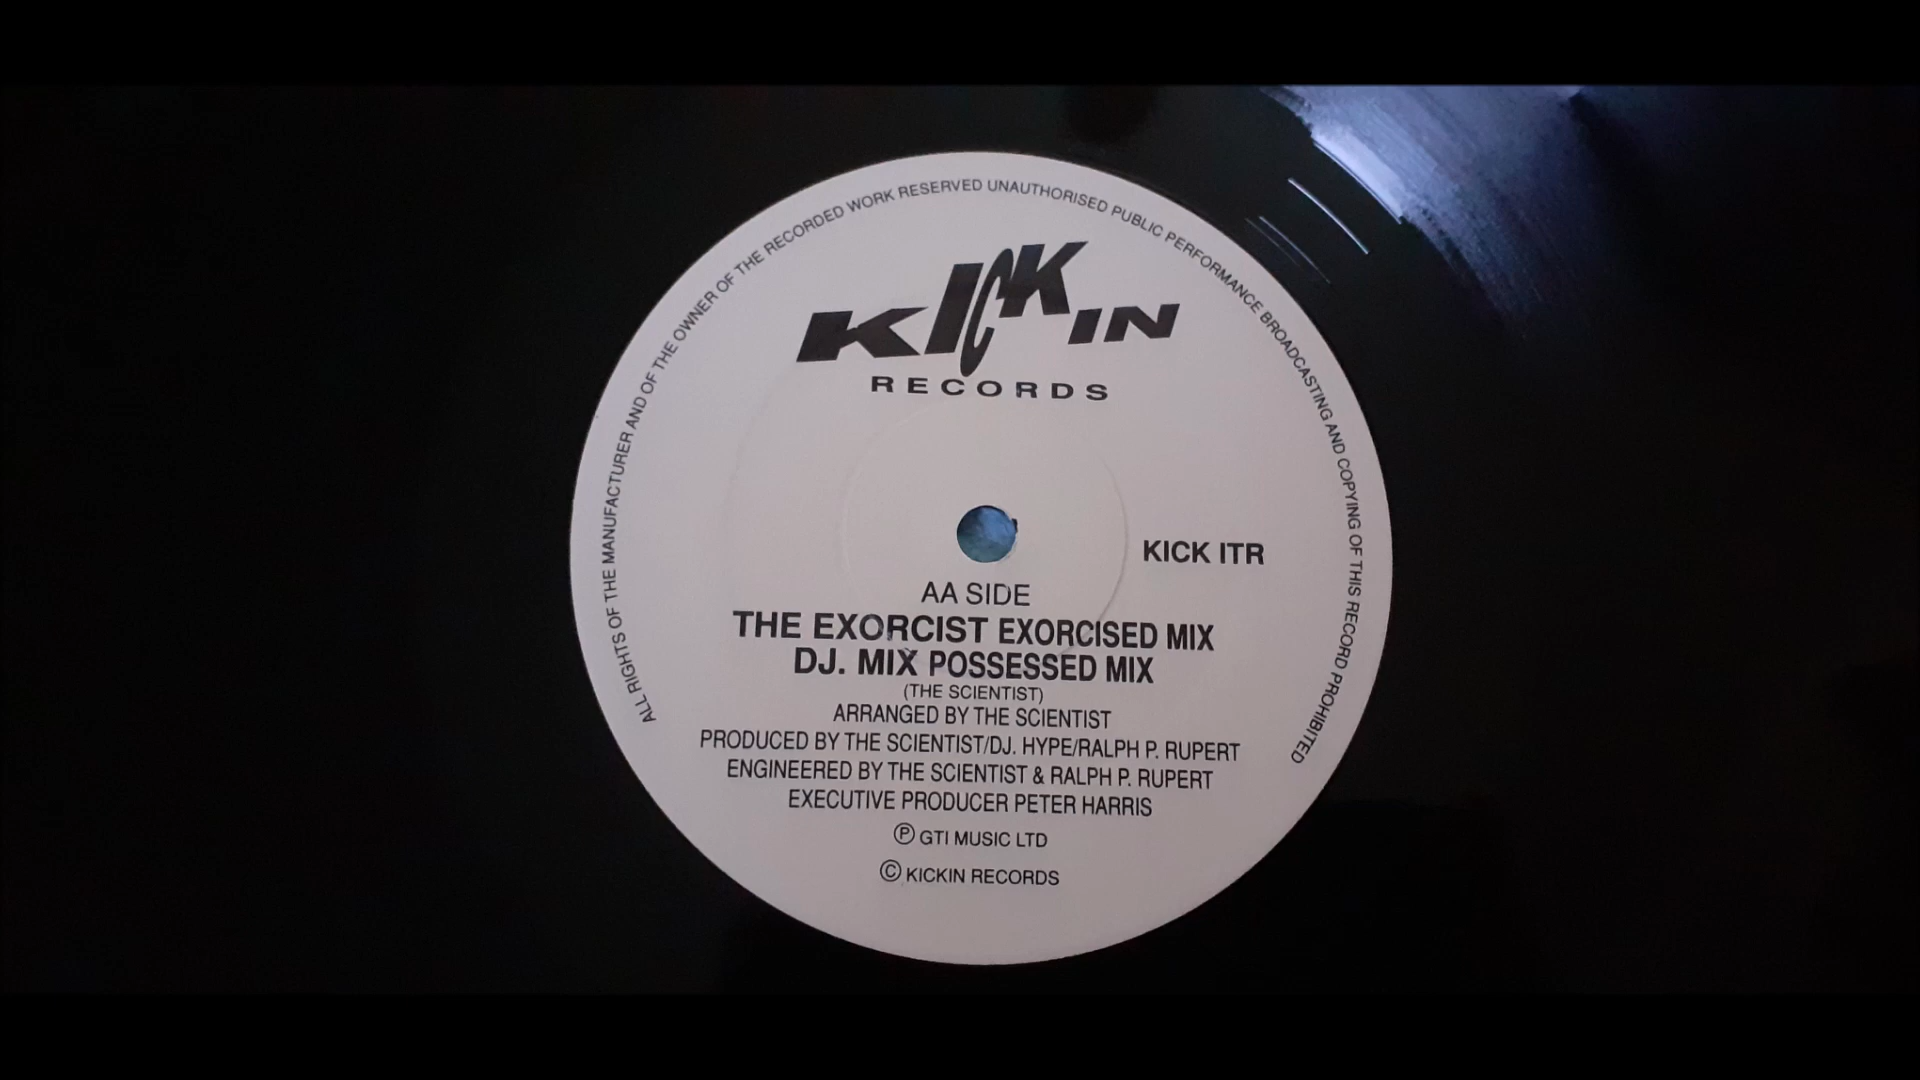 ALL RIGHTS OF THE MANUFACTURER AND OF THE OWNER OF THE RECORDED WORK RESERVED UNAUTHORISED PUBLIC PERFORMANCE BROADCASTING AND COPYING OF THIS RECORD PROHIBITED
KICKIN
RECORDS
KICK ITR
AA SIDE
THE EXORCIST EXORCISED MIX
DJ. MIX POSSESSED MIX
(THE SCIENTIST)
ARRANGED BY THE SCIENTIST
PRODUCED BY THE SCIENTIST/DJ. HYPE/RALPH P. RUPERT
ENGINEERED BY THE SCIENTIST & RALPH P. RUPERT
EXECUTIVE PRODUCER PETER HARRIS
Ⓟ GTI MUSIC LTD
© KICKIN RECORDS